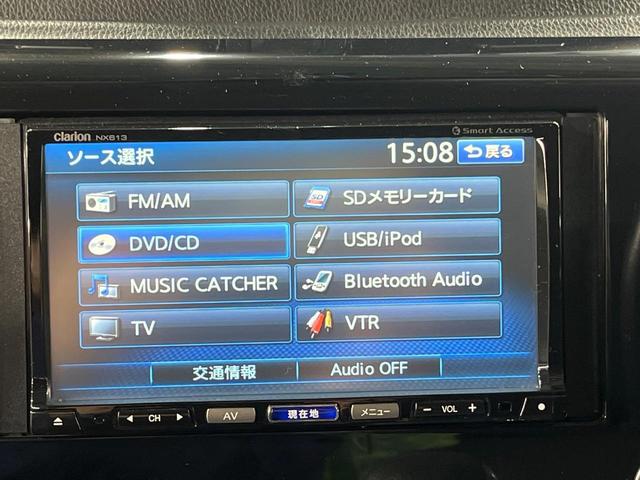 clarion NX613
Smart Access
ソース選択
15:08
戻る
FM/AM
SDメモリーカード
DVD/CD
USB/iPod
MUSIC CATCHER
Bluetooth Audio
TV
VTR
交通情報
Audio OFF
CH
AV
現在地
メニュー
− VOL +